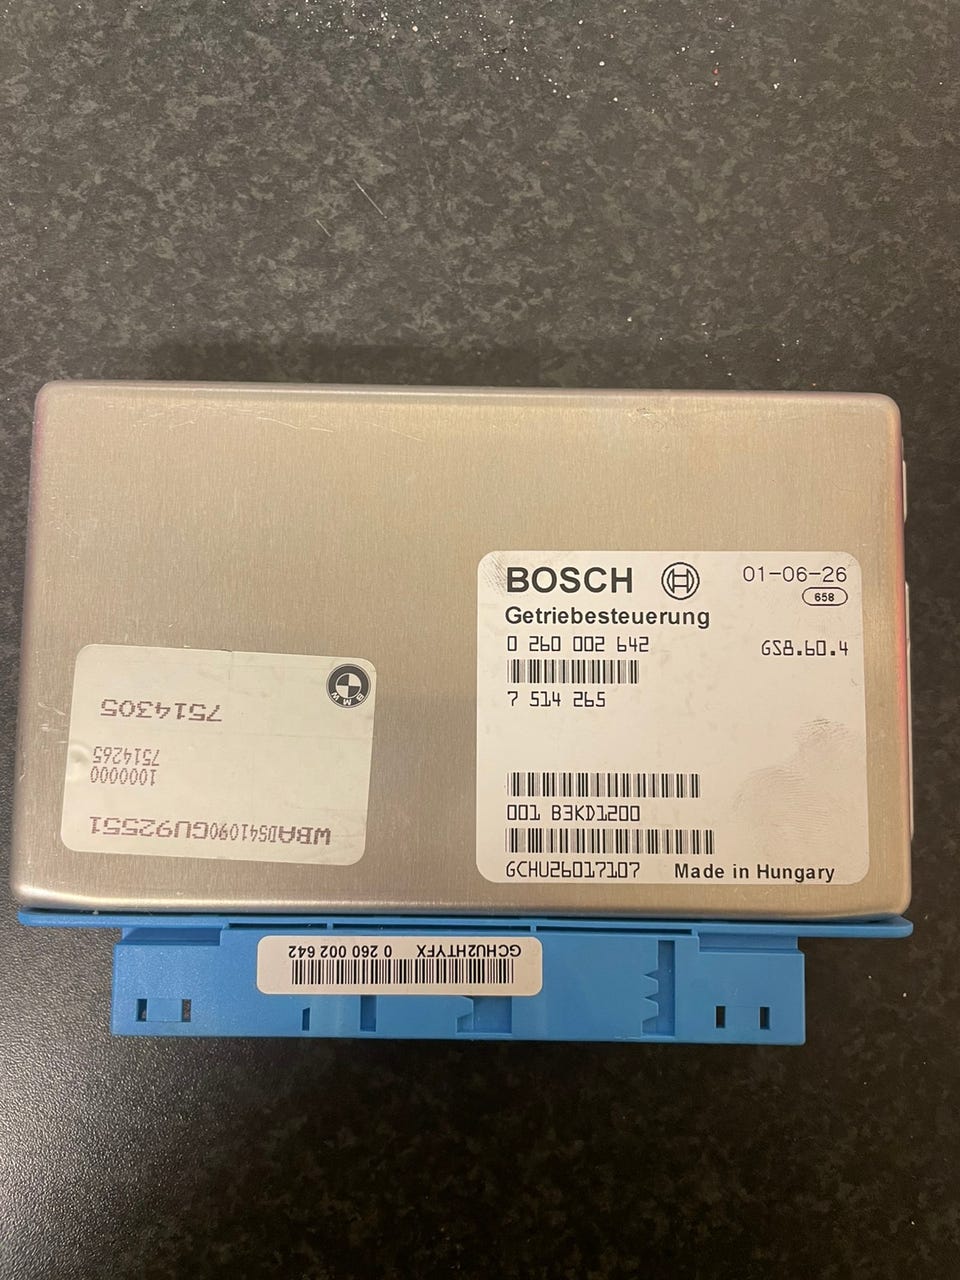 BOSCH
01-06-26
658
Getriebesteuerung
0 260 002 642
GS8.60.4
7 514 265
001 B3KD1200
GCHU26017107
Made in Hungary
BMW
WBADS41090GU92551
1000000
7514265
7514305
GCHU2HTYFX 0 260 002 642